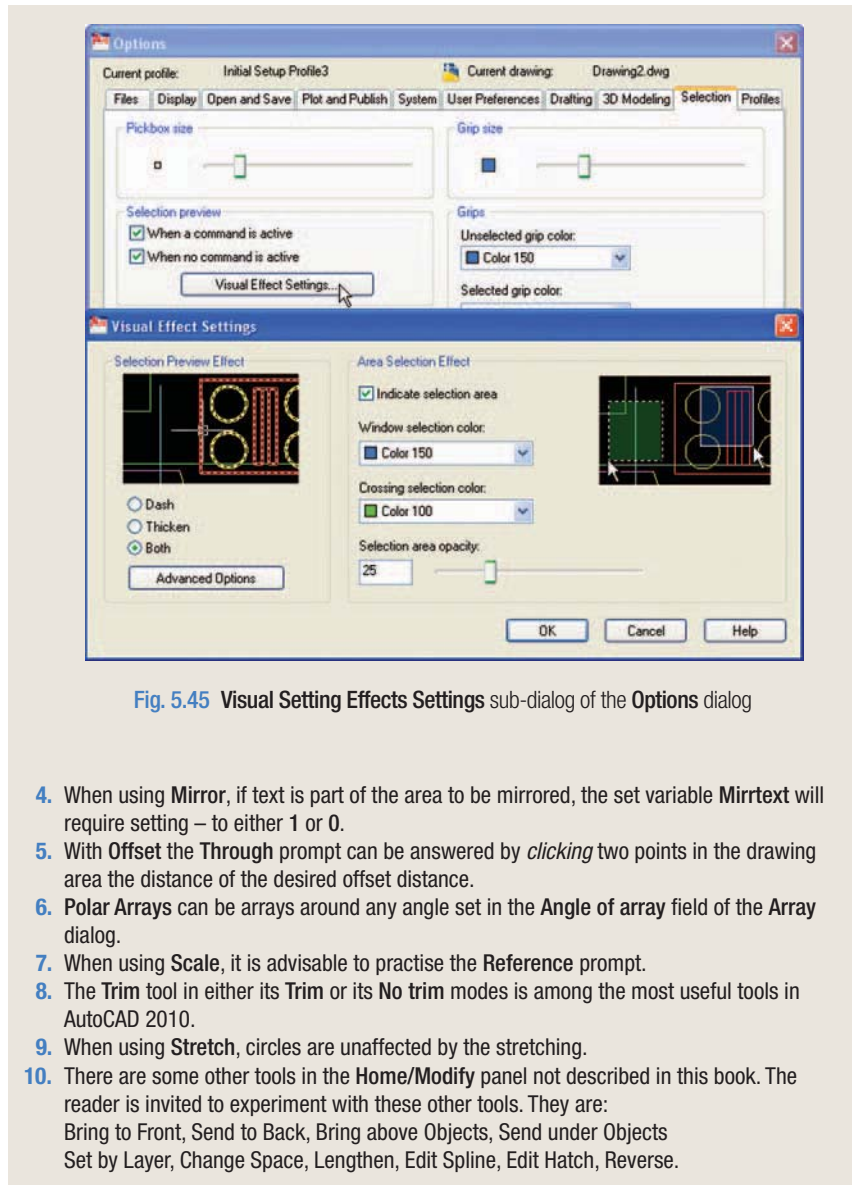 Options
Current profile: Initial Setup Profile3 Current drawing: Drawing2.dwg
Files Display Open and Save Plot and Publish System User Preferences Drafting 3D Modeling Selection Profiles
Pickbox size
Grip size
Selection preview
When a command is active
When no command is active
Visual Effect Settings...
Grips
Unselected grip color:
Color 150
Selected grip color:
Visual Effect Settings
Selection Preview Effect
Dash
Thicken
Both
Advanced Options
Area Selection Effect
Indicate selection area
Window selection color:
Color 150
Crossing selection color:
Color 100
Selection area opacity:
25
OK Cancel Help
Fig. 5.45 Visual Setting Effects Settings sub-dialog of the Options dialog
4. When using Mirror, if text is part of the area to be mirrored, the set variable Mirrtext will
require setting – to either 1 or 0.
5. With Offset the Through prompt can be answered by clicking two points in the drawing
area the distance of the desired offset distance.
6. Polar Arrays can be arrays around any angle set in the Angle of array field of the Array
dialog.
7. When using Scale, it is advisable to practise the Reference prompt.
8. The Trim tool in either its Trim or its No trim modes is among the most useful tools in
AutoCAD 2010.
9. When using Stretch, circles are unaffected by the stretching.
10. There are some other tools in the Home/Modify panel not described in this book. The
reader is invited to experiment with these other tools. They are:
Bring to Front, Send to Back, Bring above Objects, Send under Objects
Set by Layer, Change Space, Lengthen, Edit Spline, Edit Hatch, Reverse.